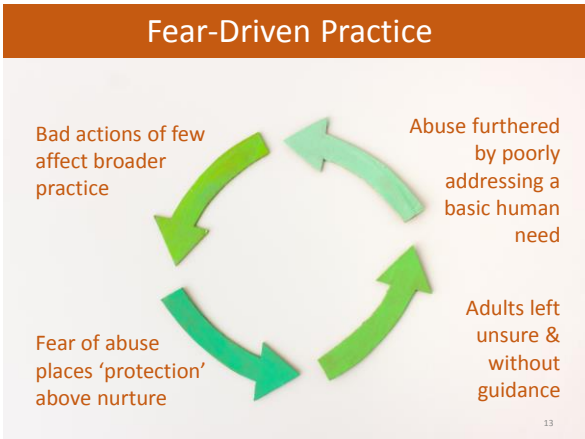 Fear-Driven Practice
Bad actions of few
affect broader
practice
Abuse furthered
by poorly
addressing a
basic human
need
Fear of abuse
places ‘protection’
above nurture
Adults left
unsure &
without
guidance
13